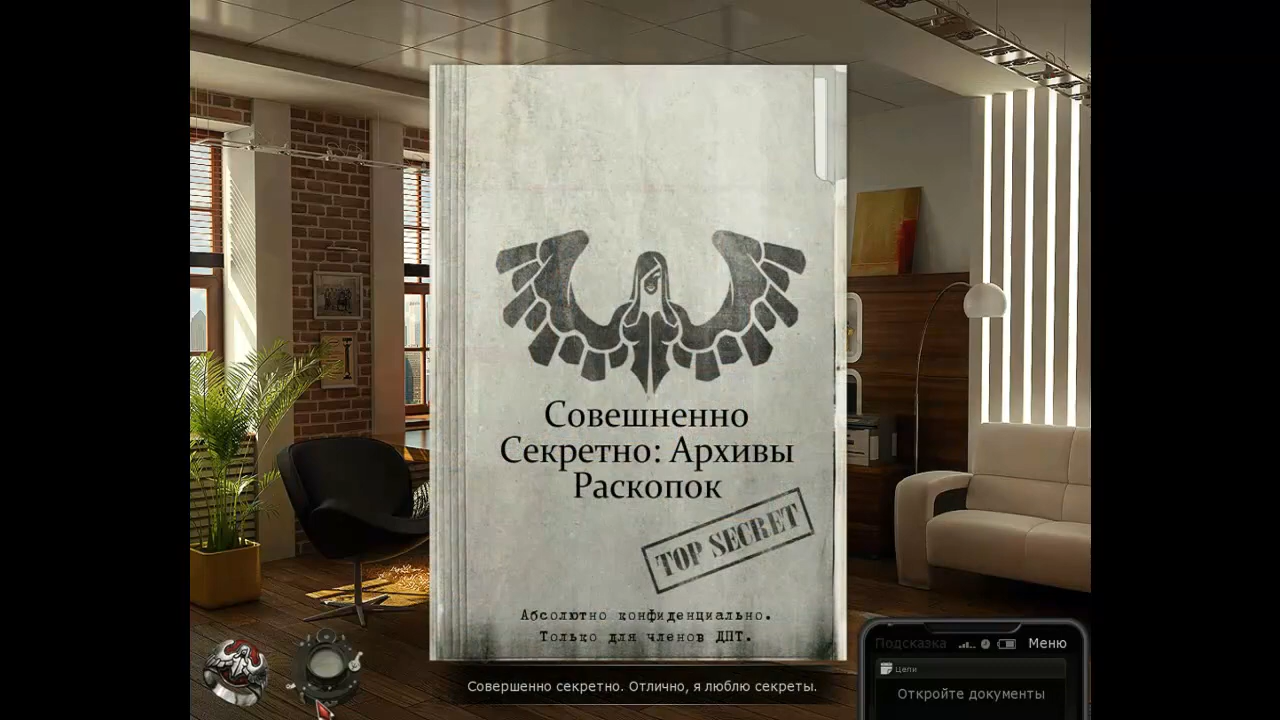 Совешненно
Секретно: Архивы
Раскопок
TOP SECRET
Абсолютно конфиденциально.
Только для членов ДПТ.
Совершенно секретно. Отлично, я люблю секреты.
Подсказка
Меню
Цели
Откройте документы